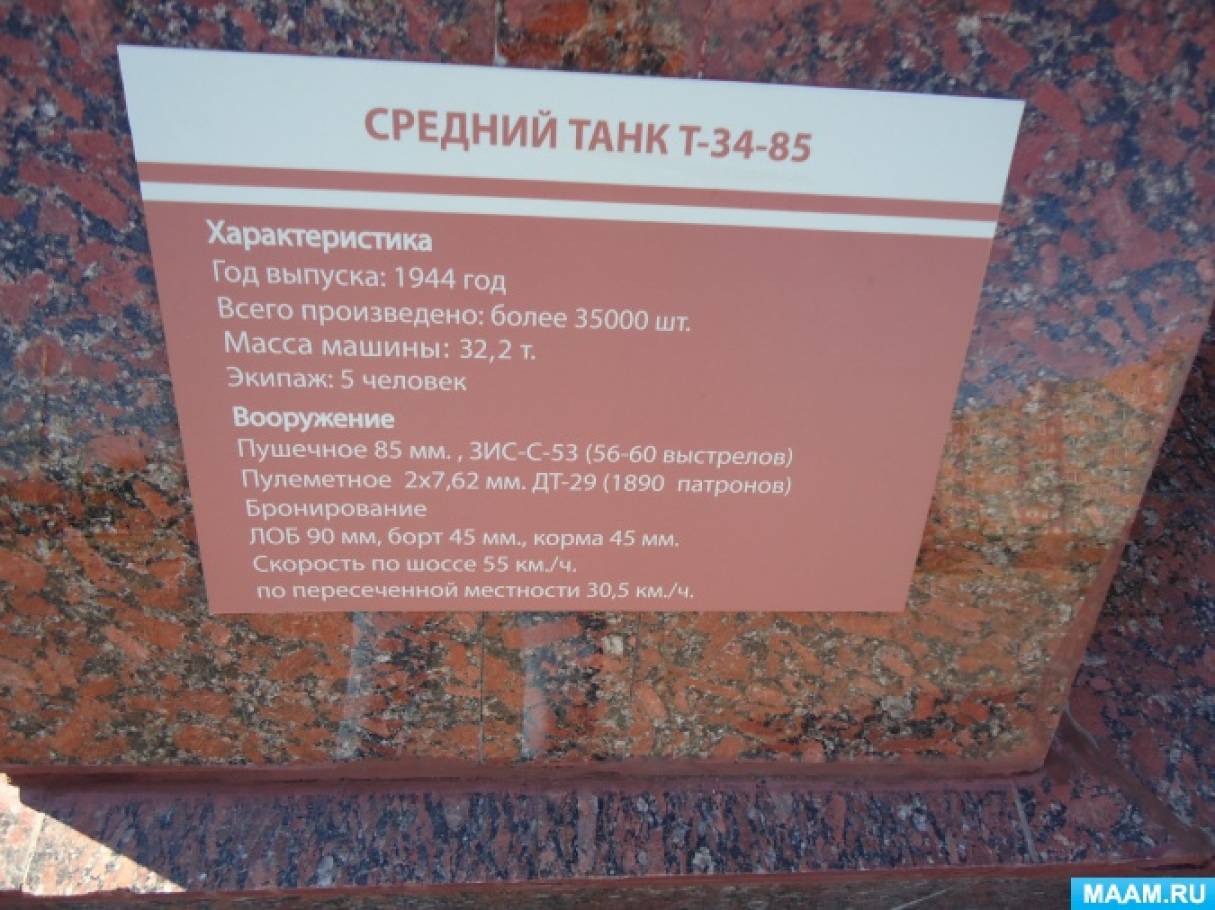 СРЕДНИЙ ТАНК Т-34-85
Характеристика
Год выпуска: 1944 год
Всего произведено: более 35000 шт.
Масса машины: 32,2 т.
Экипаж: 5 человек
Вооружение
Пушечное 85 мм. , ЗИС-С-53 (56-60 выстрелов)
Пулеметное 2х7,62 мм. ДТ-29 (1890 патронов)
Бронирование
ЛОБ 90 мм, борт 45 мм., корма 45 мм.
Скорость по шоссе 55 км./ч.
по пересеченной местности 30,5 км./ч.
MAAM.RU